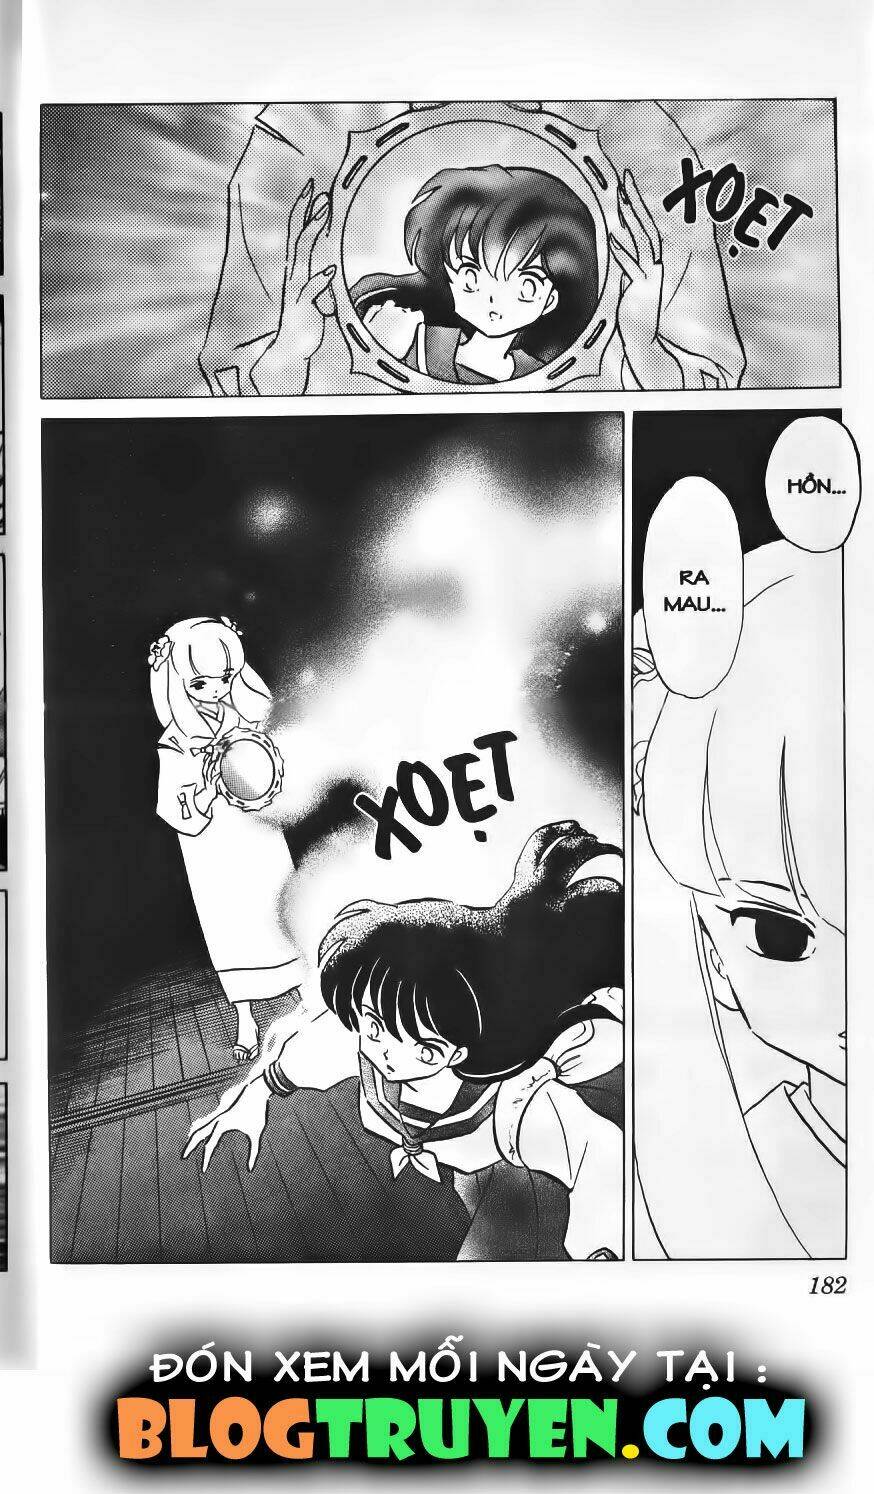 XOẸT
HỒN...
RA
MAU...
XOẸT
182
ĐÓN XEM MỖI NGÀY TẠI :
BLOGTRUYEN.COM